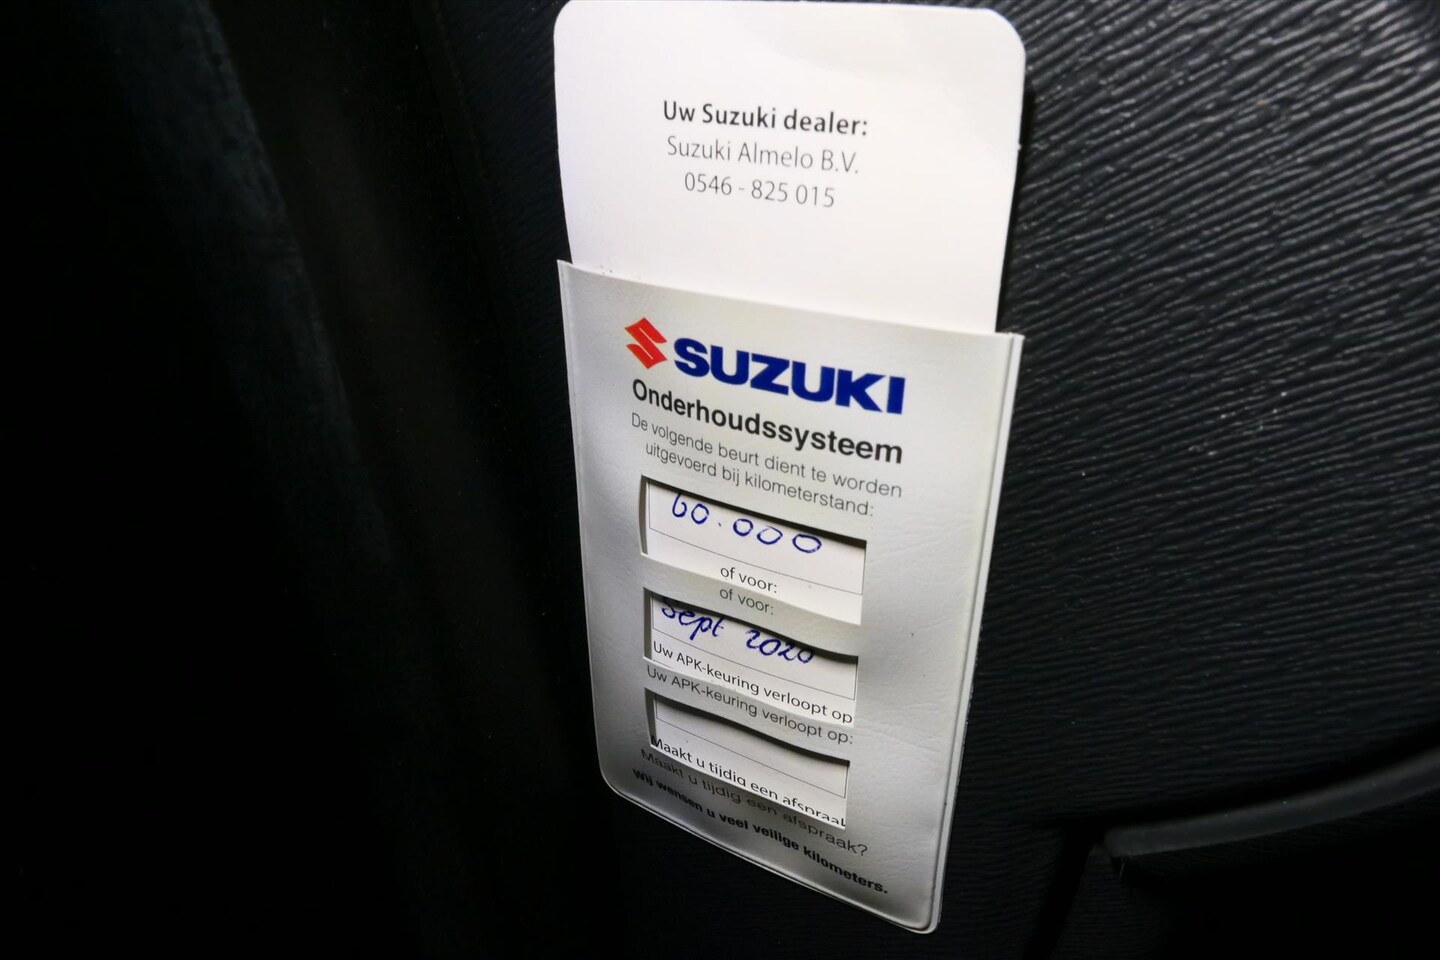 Uw Suzuki dealer:
Suzuki Almelo B.V.
0546 - 825 015
SUZUKI
Onderhoudssysteem
De volgende beurt dient te worden
uitgevoerd bij kilometerstand:
60.000
of voor:
of voor:
Sept 2020
Uw APK-keuring verloopt op
Uw APK-keuring verloopt op:
Maakt u tijdig een afspraak
Maakt u tijdig een afspraak?
Wij wensen u veel veilige kilometers.